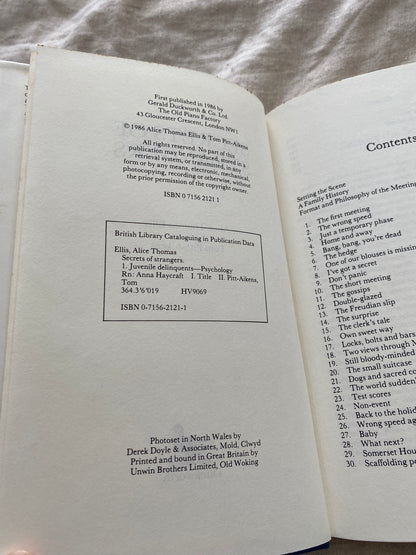 First published in 1986 by
Gerald Duckworth & Co. Ltd.
The Old Piano Factory
43 Gloucester Crescent, London NW1
© 1986 Alice Thomas Ellis & Tom Pitt-Aikens
All rights reserved. No part of this
publication may be reproduced, stored in a
retrieval system, or transmitted, in any
form or by any means, electronic, mechanical,
photocopying, recording or otherwise, without
the prior permission of the copyright owner.
ISBN 0 7156 2121 1
British Library Cataloguing in Publication Data
Ellis, Alice Thomas
Secrets of strangers.
1. Juvenile delinquents—Psychology
Rn: Anna Haycraft I. Title II. Pitt-Aikens,
Tom
364.3'6'019 HV9069
ISBN 0-7156-2121-1
Photoset in North Wales by
Derek Doyle & Associates, Mold, Clwyd
Printed and bound in Great Britain by
Unwin Brothers Limited, Old Woking
Contents
Setting the Scene
A Family History
Format and Philosophy of the Meetin
1. The first meeting
2. The wrong speed
3. Just a temporary phase
4. Home and away
5. Bang, bang, you're dead
6. The hedge
7. One of our blouses is missin
8. I've got a secret
9. Don't panic
10. The short meeting
11. The gossips
12. Double-glazed
13. The Freudian slip
14. The surprise
15. The clerk's tale
16. Own sweet way
17. Locks, bolts and bars
18. Two views through
19. Still bloody-minded
20. The small suitcase
21. Dogs and sacred co
22. The world sudden
23. Test scores
24. Non-event
25. Back to the holid
26. Wrong speed ag
27. Baby
28. What next?
29. Somerset Hou
30. Scaffolding p